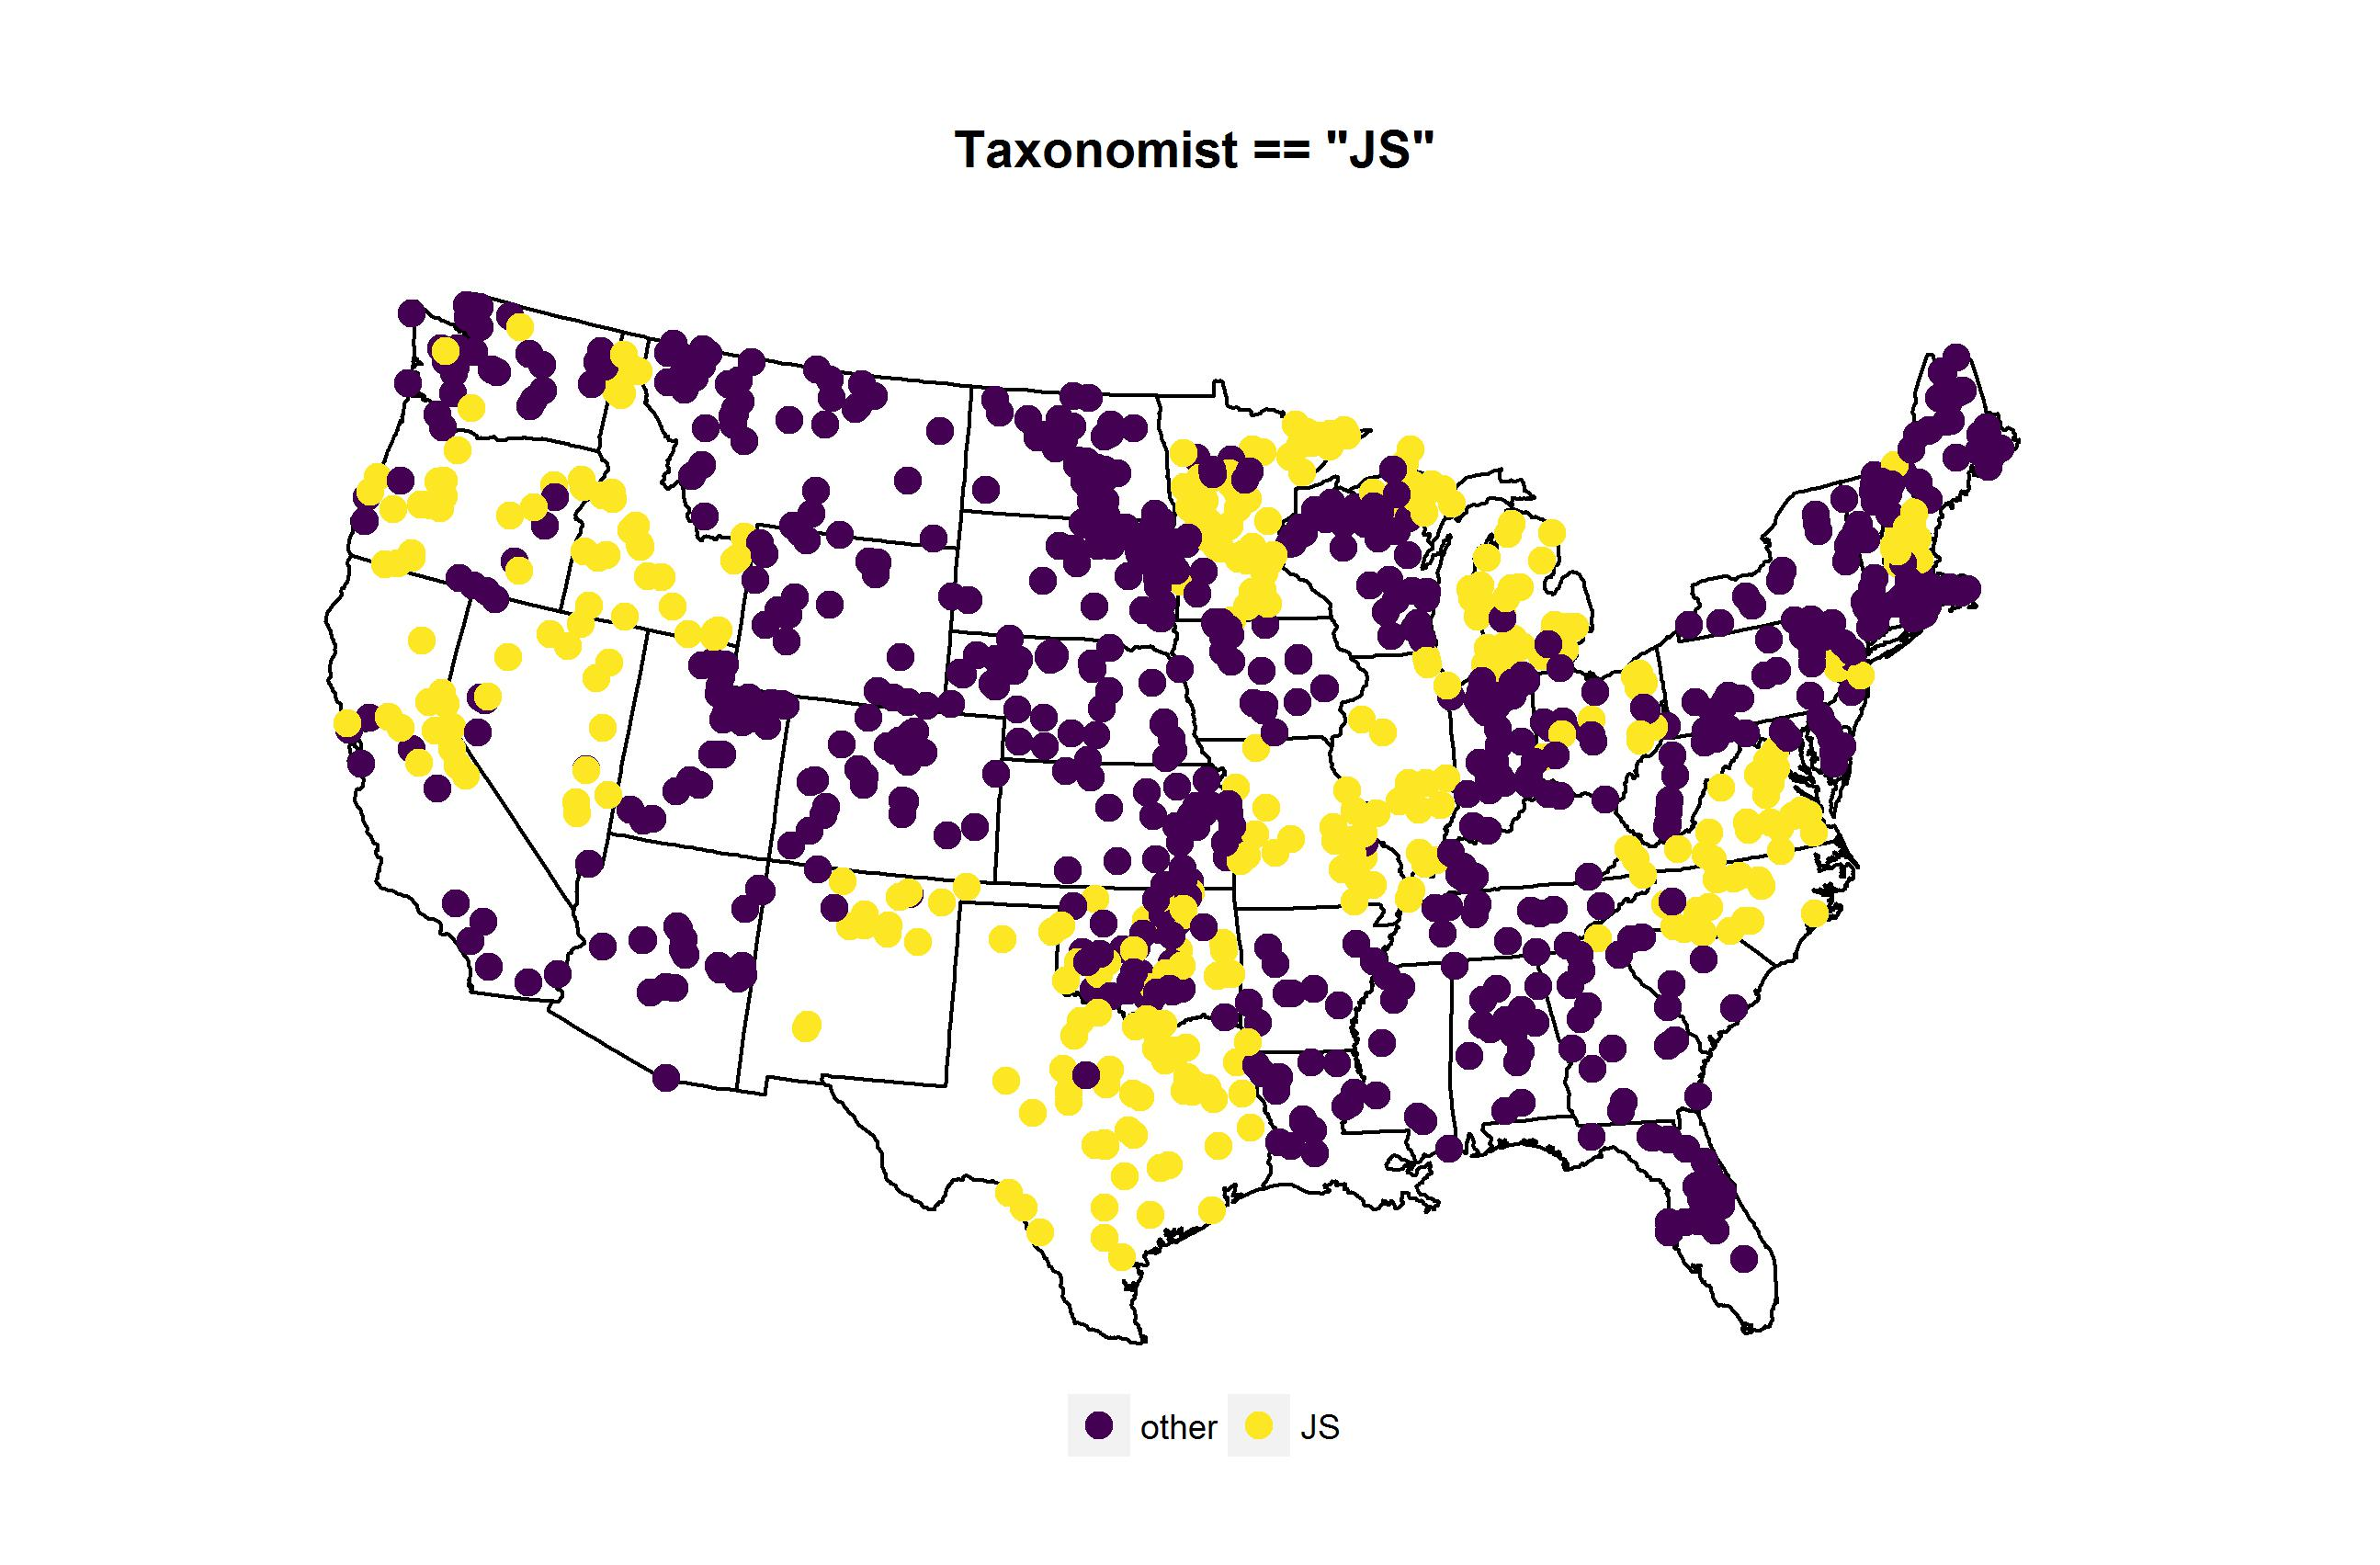 Taxonomist == "JS"
other JS